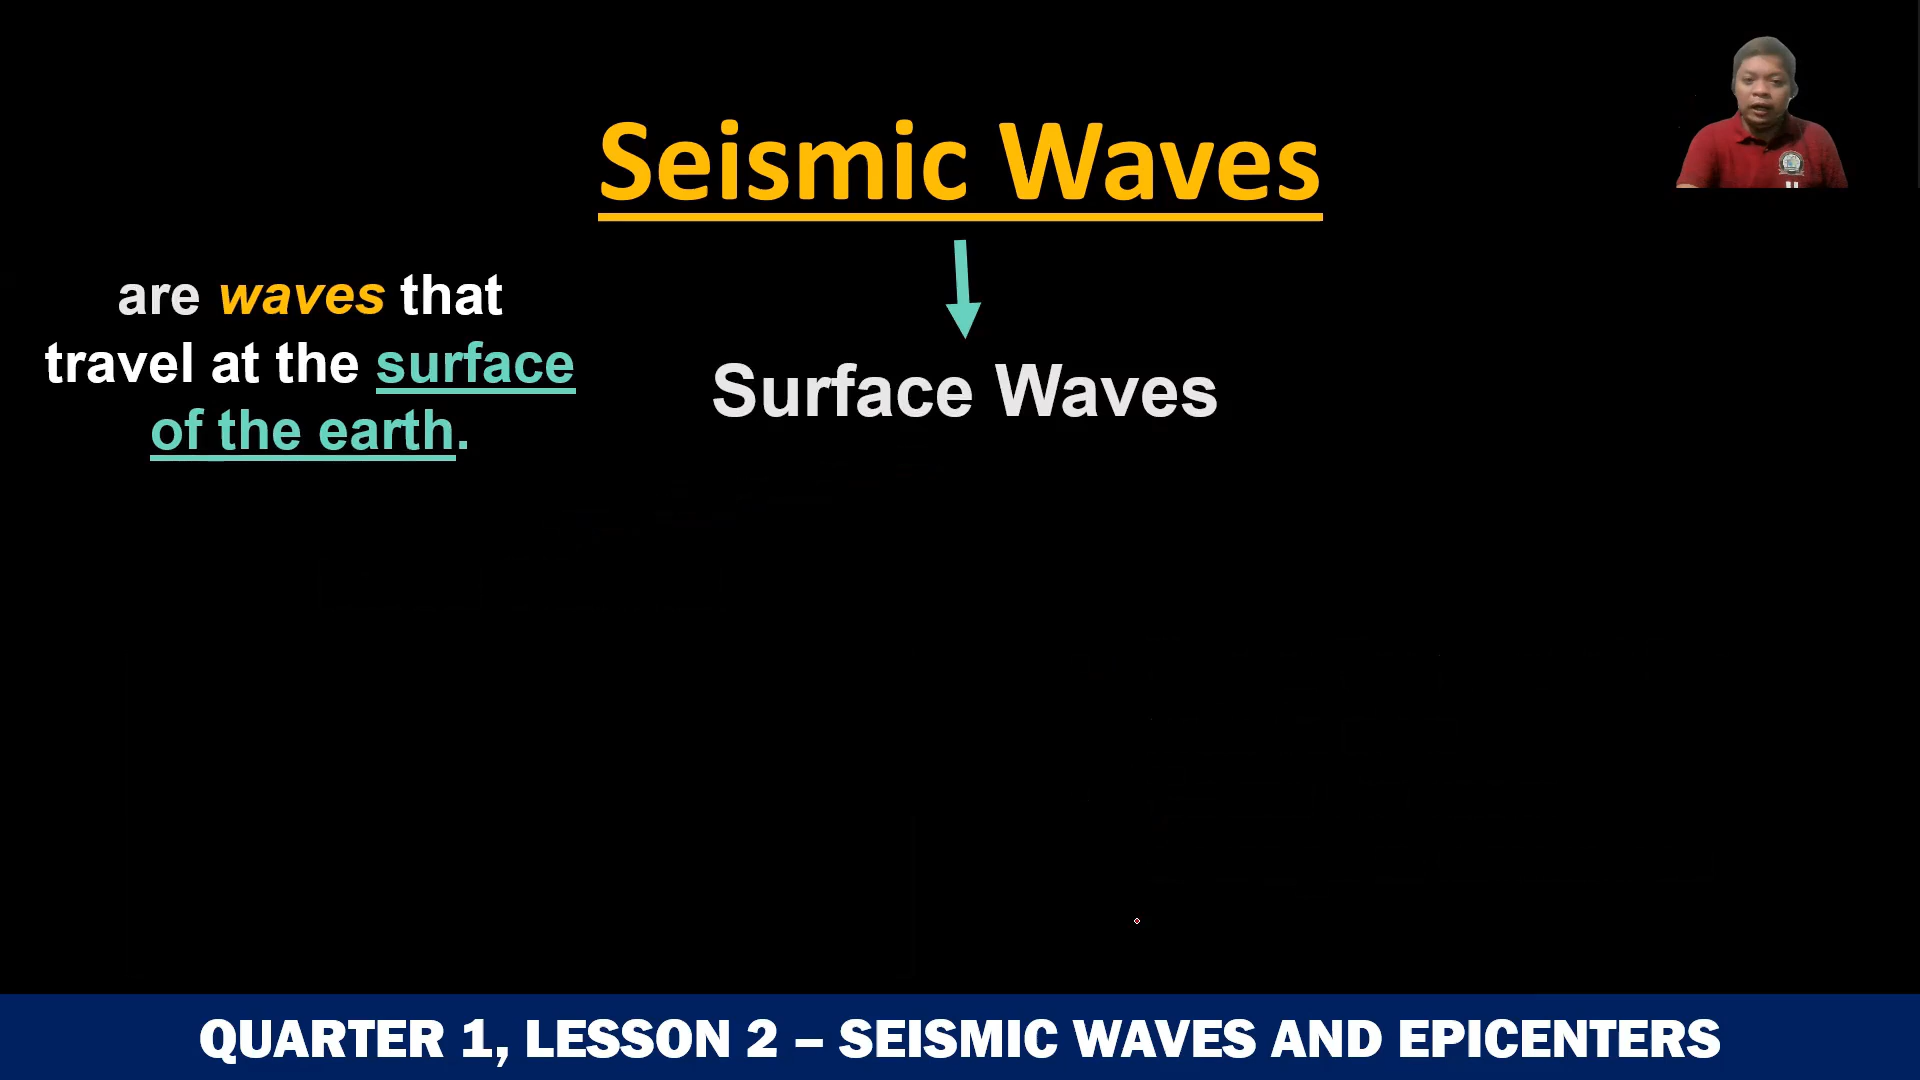 Seismic Waves
are waves that
travel at the surface
of the earth.
Surface Waves
QUARTER 1, LESSON 2 – SEISMIC WAVES AND EPICENTERS